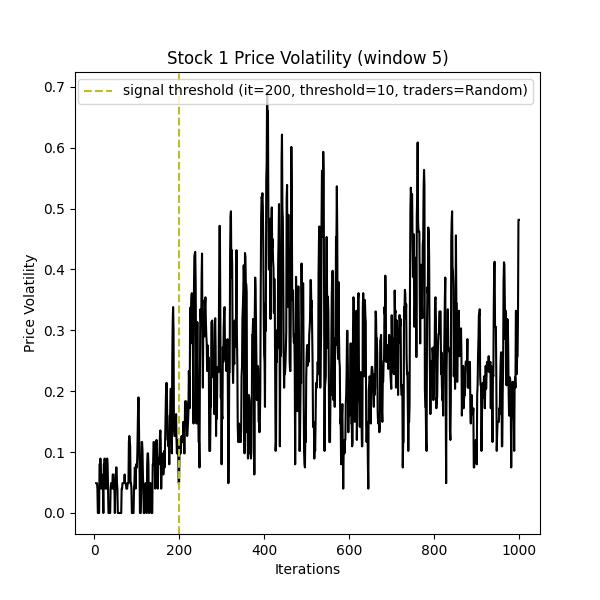 Stock 1 Price Volatility (window 5)
signal threshold (it=200, threshold=10, traders=Random)
Price Volatility
0.7
0.6
0.5
0.4
0.3
0.2
0.1
0.0
0 200 400 600 800 1000
Iterations